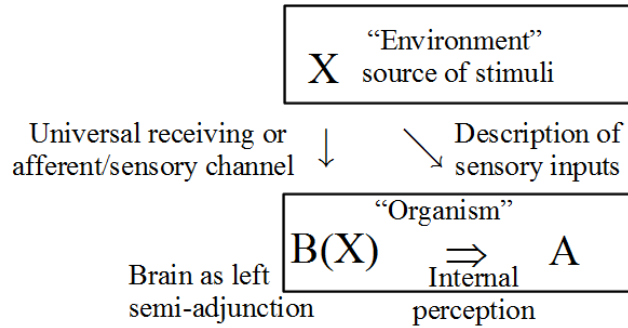 “Environment”
X source of stimuli
Universal receiving or
afferent/sensory channel
Description of
sensory inputs
“Organism”
B(X) ⇒ A
Brain as left
semi-adjunction
Internal
perception